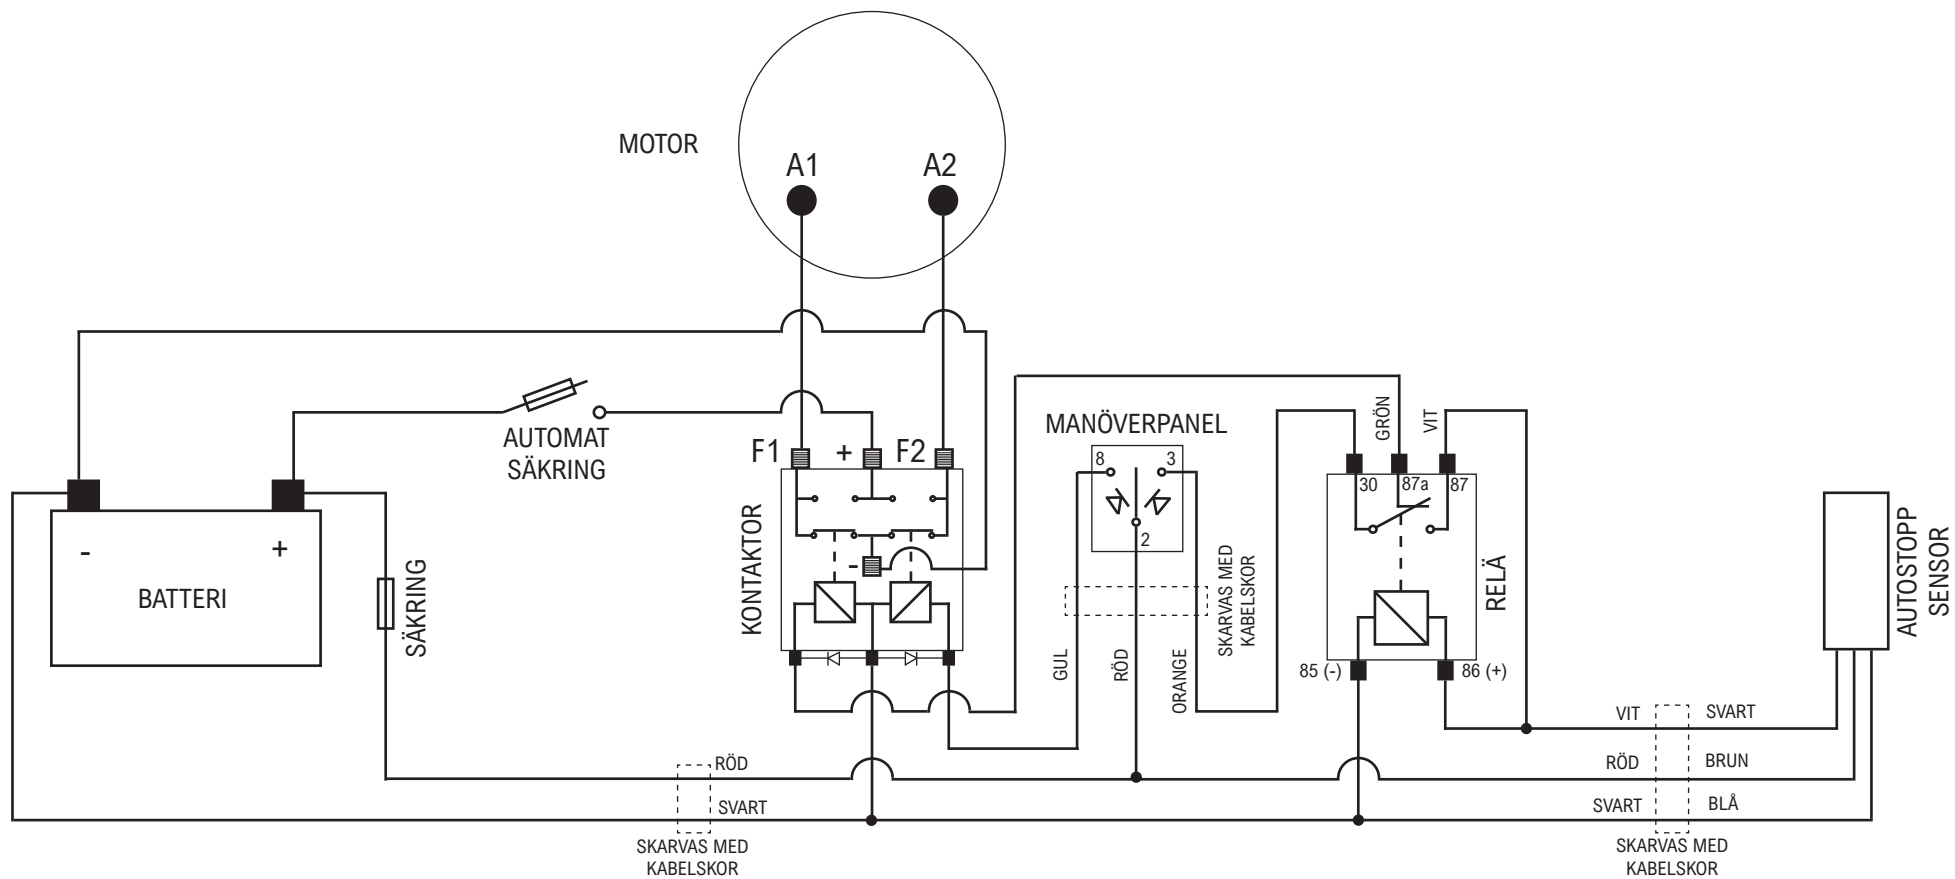 MOTOR
A1
A2
AUTOMAT
SÄKRING
F1
+
F2
MANÖVERPANEL
8
3
2
GRÖN
VIT
30
87a
87
-
+
BATTERI
SÄKRING
KONTAKTOR
-
SKARVAS MED
KABELSKOR
RELÄ
AUTOSTOPP
SENSOR
GUL
RÖD
ORANGE
85 (-)
86 (+)
VIT
SVART
RÖD
RÖD
BRUN
SVART
SVART
BLÅ
SKARVAS MED
KABELSKOR
SKARVAS MED
KABELSKOR